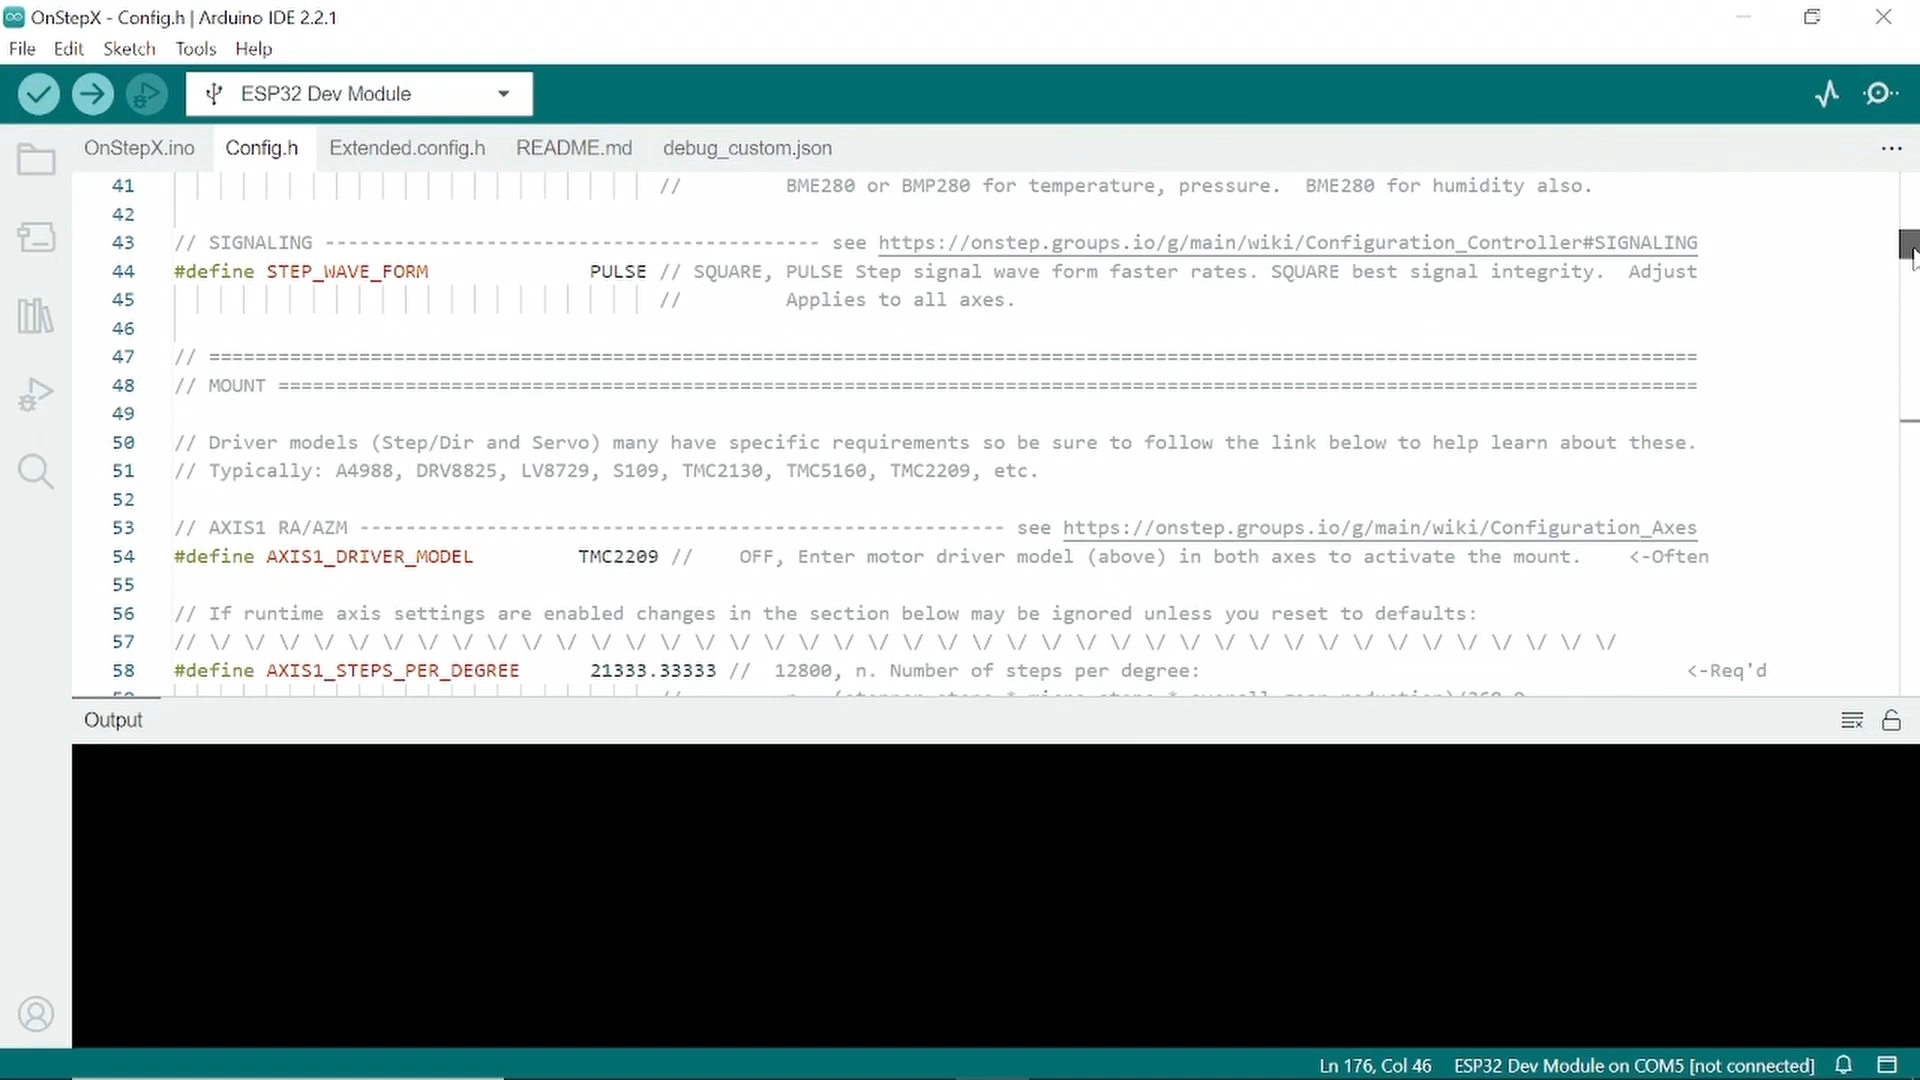 OnStepX - Config.h | Arduino IDE 2.2.1
File Edit Sketch Tools Help
ESP32 Dev Module
OnStepX.ino Config.h Extended.config.h README.md debug_custom.json
41 // BME280 or BMP280 for temperature, pressure. BME280 for humidity also.
42
43 // SIGNALING ------------------------------------------- see https://onstep.groups.io/g/main/wiki/Configuration_Controller#SIGNALING
44 #define STEP_WAVE_FORM PULSE // SQUARE, PULSE Step signal wave form faster rates. SQUARE best signal integrity. Adjust
45 // Applies to all axes.
46
47 // =================================================================================================================================
48 // MOUNT ===========================================================================================================================
49
50 // Driver models (Step/Dir and Servo) many have specific requirements so be sure to follow the link below to help learn about these.
51 // Typically: A4988, DRV8825, LV8729, S109, TMC2130, TMC5160, TMC2209, etc.
52
53 // AXIS1 RA/AZM -------------------------------------------------------- see https://onstep.groups.io/g/main/wiki/Configuration_Axes
54 #define AXIS1_DRIVER_MODEL TMC2209 // OFF, Enter motor driver model (above) in both axes to activate the mount. <-Often
55
56 // If runtime axis settings are enabled changes in the section below may be ignored unless you reset to defaults:
57 // \/ \/ \/ \/ \/ \/ \/ \/ \/ \/ \/ \/ \/ \/ \/ \/ \/ \/ \/ \/ \/ \/ \/ \/ \/ \/ \/ \/ \/ \/ \/ \/ \/ \/ \/ \/ \/ \/ \/ \/ \/
58 #define AXIS1_STEPS_PER_DEGREE 21333.33333 // 12800, n. Number of steps per degree: <-Req'd
Output
Ln 176, Col 46 ESP32 Dev Module on COM5 [not connected]